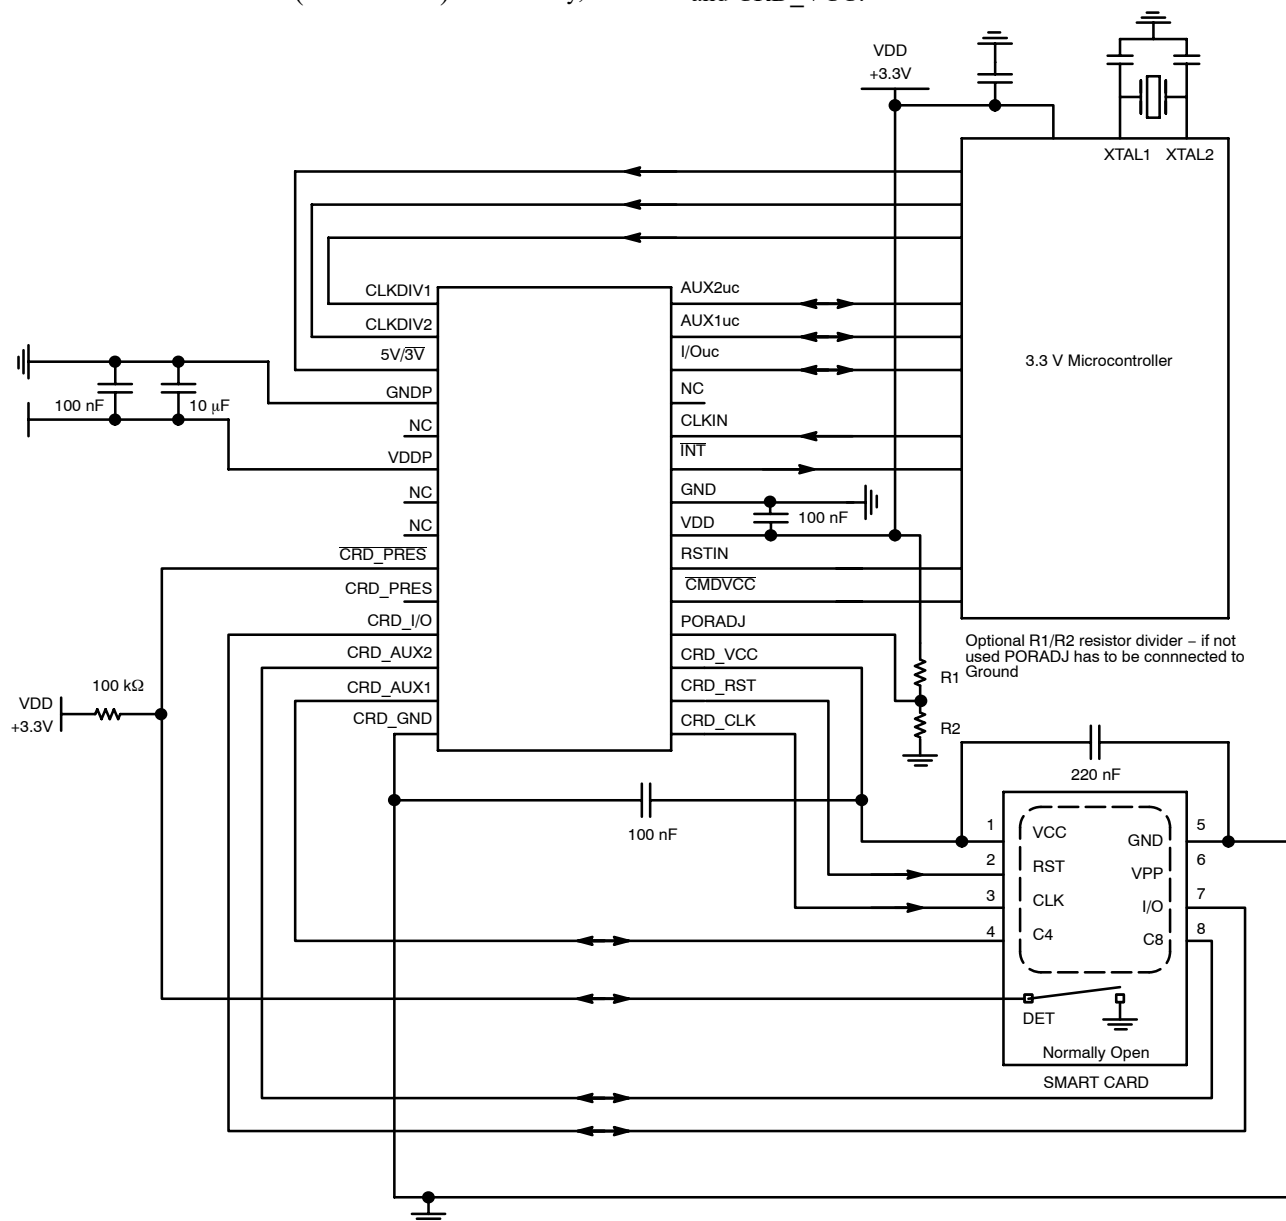 and CRD_VCC.
VDD
+3.3V
XTAL1 XTAL2
CLKDIV1
CLKDIV2
5V/3V
GNDP
NC
VDDP
NC
NC
CRD_PRES
CRD_PRES
CRD_I/O
CRD_AUX2
CRD_AUX1
CRD_GND
AUX2uc
AUX1uc
I/Ouc
NC
CLKIN
INT
GND
VDD
RSTIN
CMDVCC
PORADJ
CRD_VCC
CRD_RST
CRD_CLK
3.3 V Microcontroller
100 nF
10 μF
100 nF
Optional R1/R2 resistor divider – if not
used PORADJ has to be connnected to
Ground
R1
R2
100 kΩ
VDD
+3.3V
220 nF
100 nF
1
2
3
4
VCC
RST
CLK
C4
GND
VPP
I/O
C8
5
6
7
8
DET
Normally Open
SMART CARD